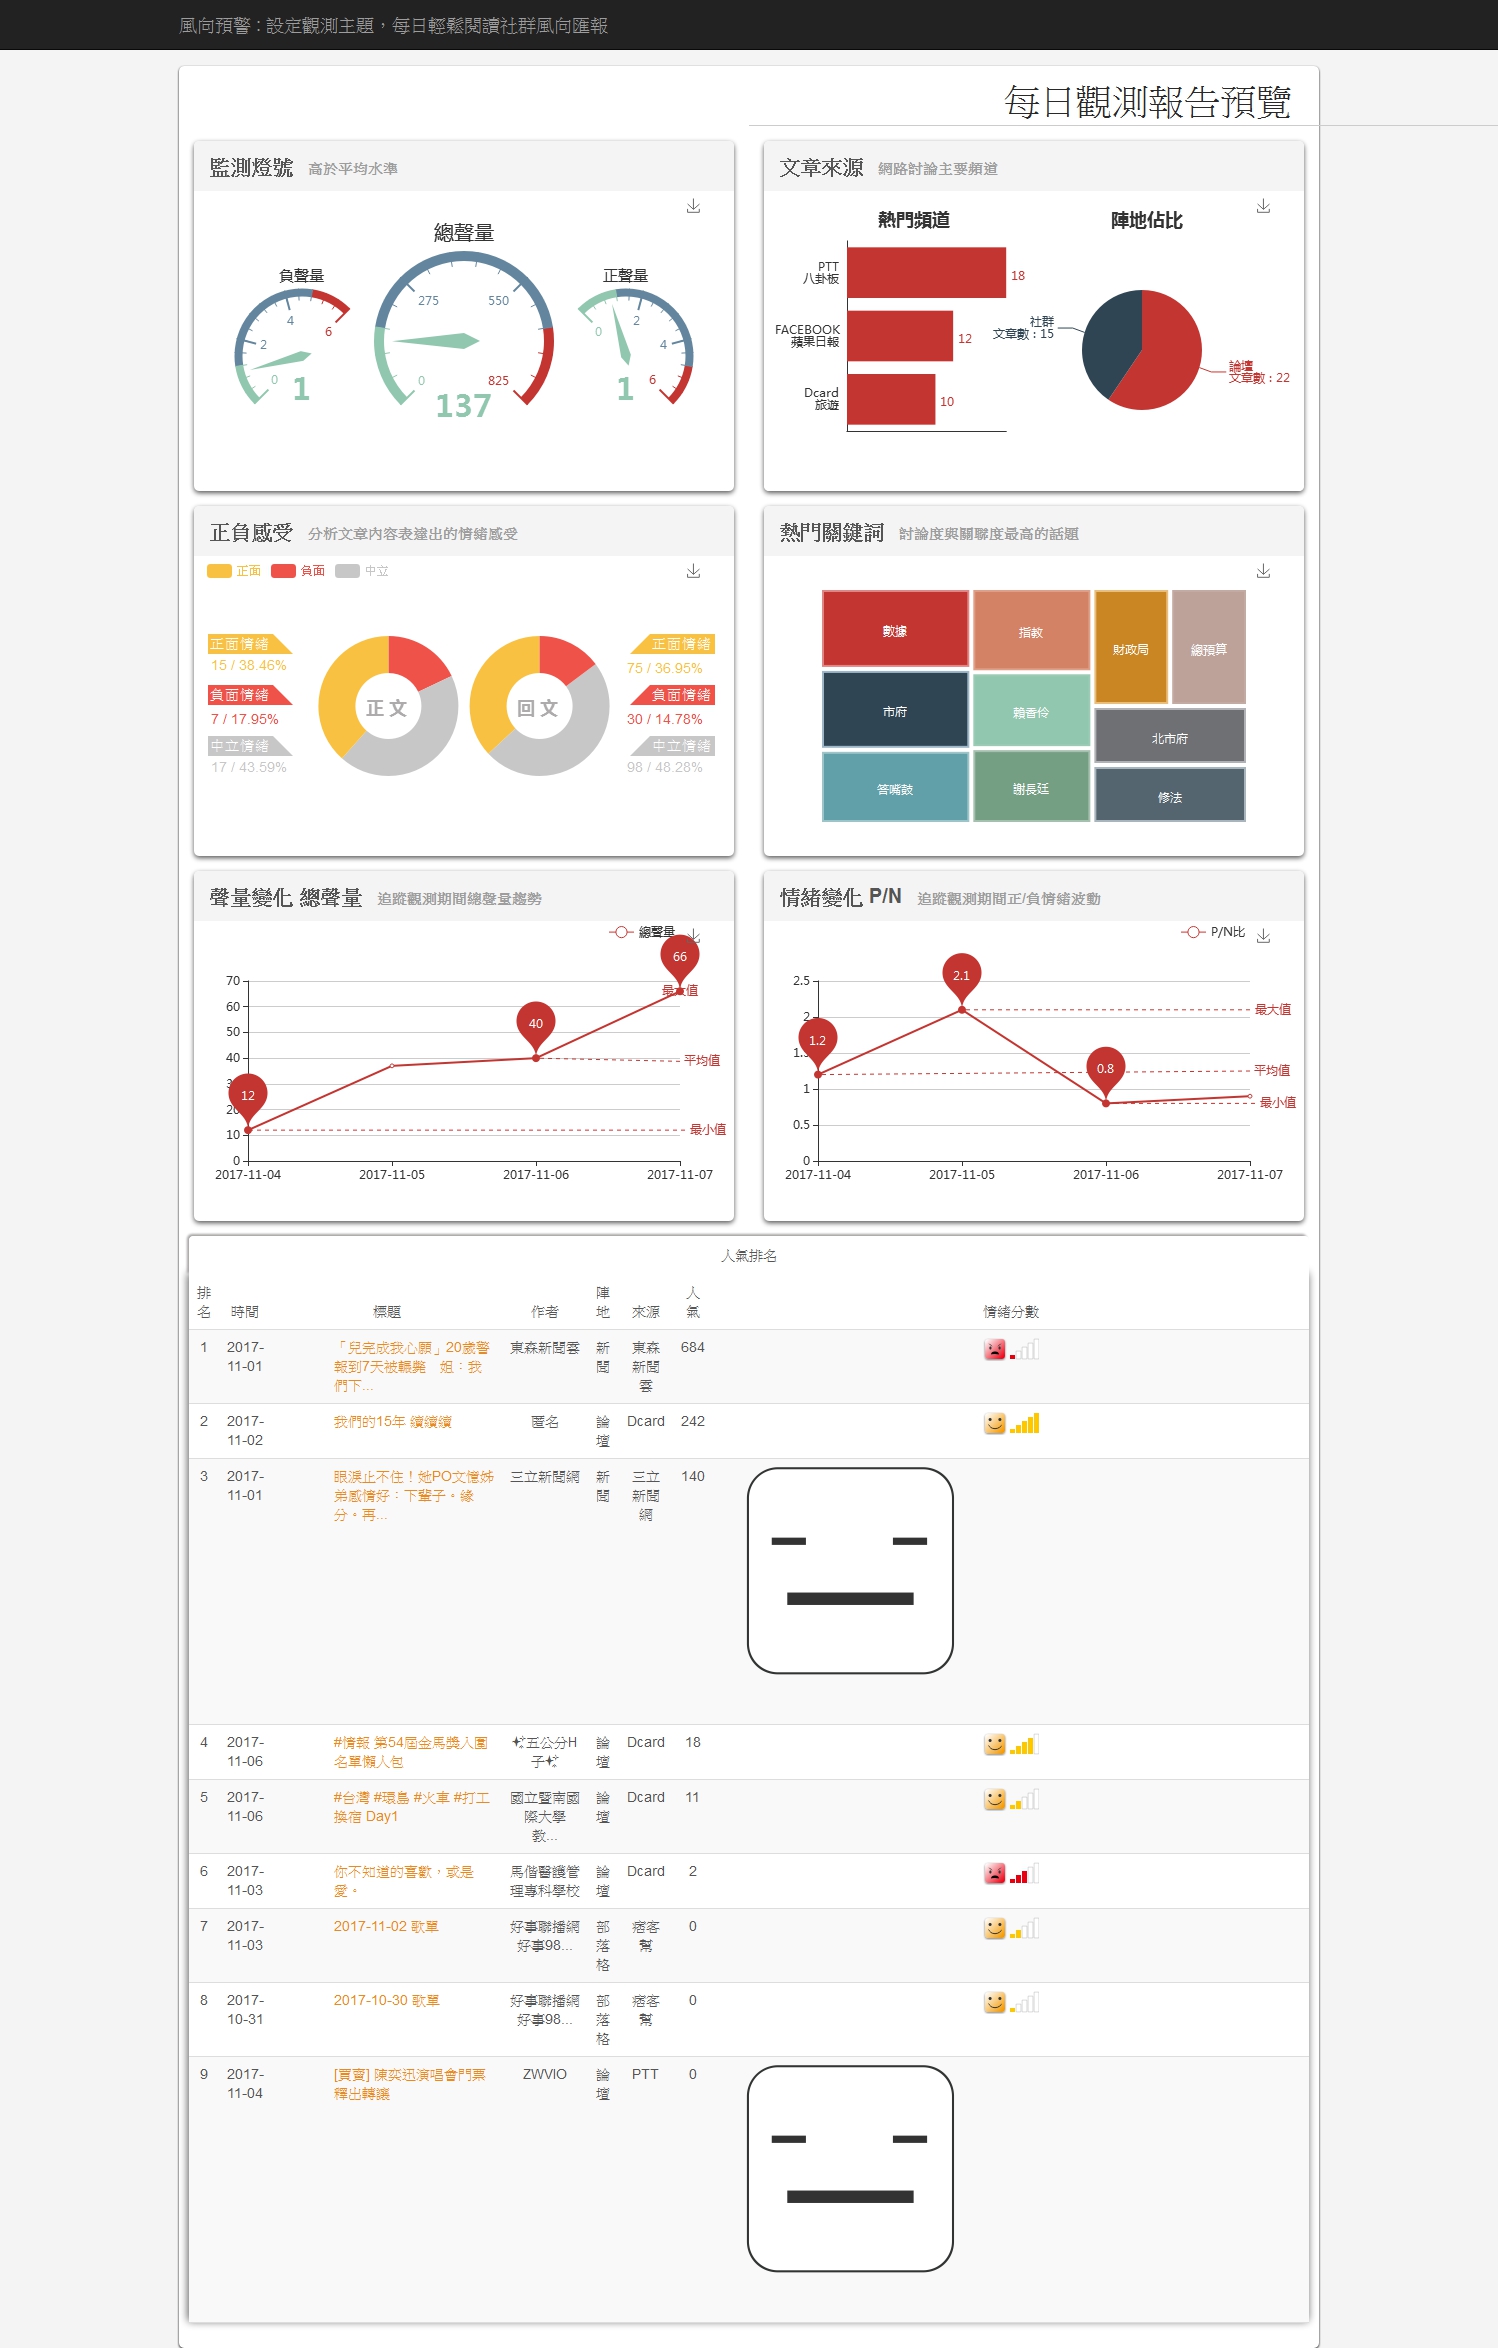 風向預警 : 設定觀測主題，每日輕鬆閱讀社群風向匯報
每日觀測報告預覽
監測燈號 高於平均水準
總聲量
負聲量
正聲量
0
2
4
6
1
0
275
550
825
137
0
2
4
6
1
文章來源 網路討論主要頻道
熱門頻道
陣地佔比
PTT
八卦板
18
FACEBOOK
蘋果日報
12
Dcard
旅遊
10
社群
文章數 : 15
論壇
文章數 : 22
正負感受 分析文章内容表達出的情緒感受
正面 負面 中立
正面情緒
15 / 38.46%
負面情緒
7 / 17.95%
中立情緒
17 / 43.59%
正文
回文
正面情緒
75 / 36.95%
負面情緒
30 / 14.78%
中立情緒
98 / 48.28%
熱門關鍵詞 討論度與關聯度最高的話題
數據
指教
財政局
總預算
市府
賴香伶
北市府
答嘴鼓
謝長廷
修法
聲量變化 總聲量 追蹤觀測期間總聲量趨勢
總聲量
70
60
50
40
30
20
10
0
66
40
12
最大值
平均值
最小值
2017-11-04 2017-11-05 2017-11-06 2017-11-07
情緒變化 P/N 追蹤觀測期間正/負情緒波動
P/N比
2.5
2
1.5
1
0.5
0
1.2
2.1
0.8
最大值
平均值
最小值
2017-11-04 2017-11-05 2017-11-06 2017-11-07
人氣排名
排名 時間 標題 作者 陣地 來源 人氣 情緒分數
1 2017-11-01 「兒完成我心願」20歲警 東森新聞雲 新聞 東森新聞雲 684
報到7天被輾斃　姐：我
們下...
2 2017-11-02 我們的15年 續續續 匿名 論壇 Dcard 242
3 2017-11-01 眼淚止不住！她PO文憶姊 三立新聞網 新聞 三立新聞網 140
弟感情好：下輩子。緣
分。再...
4 2017-11-06 #情報 第54屆金馬獎入圍 ✨五公分H子✨ 論壇 Dcard 18
名單懶人包
5 2017-11-06 #台灣 #環島 #火車 #打工 國立暨南國際大學教... 論壇 Dcard 11
換宿 Day1
6 2017-11-03 你不知道的喜歡，或是 馬偕醫護管理專科學校 論壇 Dcard 2
愛。
7 2017-11-03 2017-11-02 歌單 好事聯播網好事98... 部落格 痞客幫 0
8 2017-10-31 2017-10-30 歌單 好事聯播網好事98... 部落格 痞客幫 0
9 2017-11-04 [買賣] 陳奕迅演唱會門票 ZWVIO 論壇 PTT 0
釋出轉讓